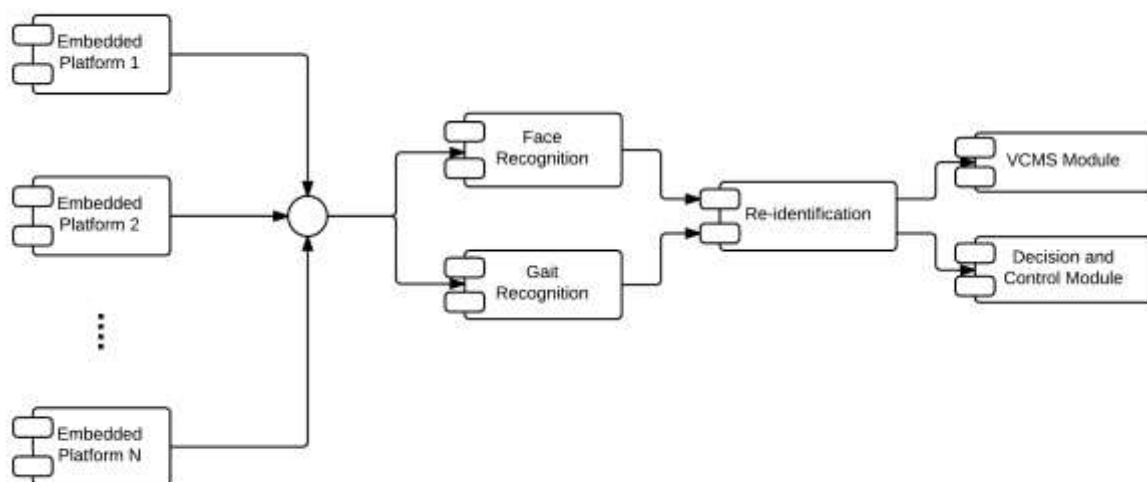 Embedded
Platform 1
Embedded
Platform 2
Embedded
Platform N
Face
Recognition
Gait
Recognition
Re-identification
VCMS Module
Decision and
Control Module